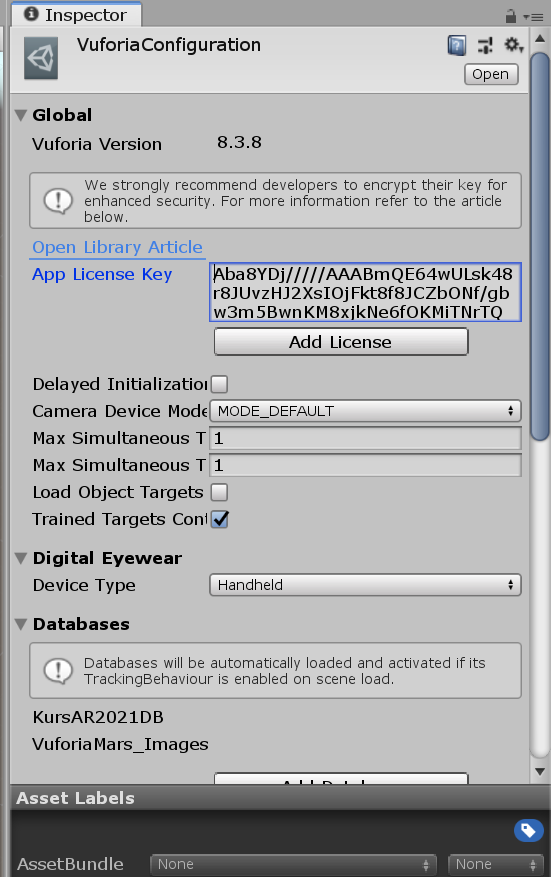 Inspector
VuforiaConfiguration
Open
Global
Vuforia Version 8.3.8
We strongly recommend developers to encrypt their key for
enhanced security. For more information refer to the article
below.
Open Library Article
App License Key Aba8YDj/////AAABmQE64wULsk48
r8JUvzHJ2XsIOjFkt8f8JCZbONf/gb
w3m5BwnKM8xjkNe6fOKMiTNrTQ
Add License
Delayed Initialization
Camera Device Mode MODE_DEFAULT
Max Simultaneous T 1
Max Simultaneous T 1
Load Object Targets
Trained Targets Cont
Digital Eyewear
Device Type Handheld
Databases
Databases will be automatically loaded and activated if its
TrackingBehaviour is enabled on scene load.
KursAR2021DB
VuforiaMars_Images
Add Database
Asset Labels
AssetBundle None None